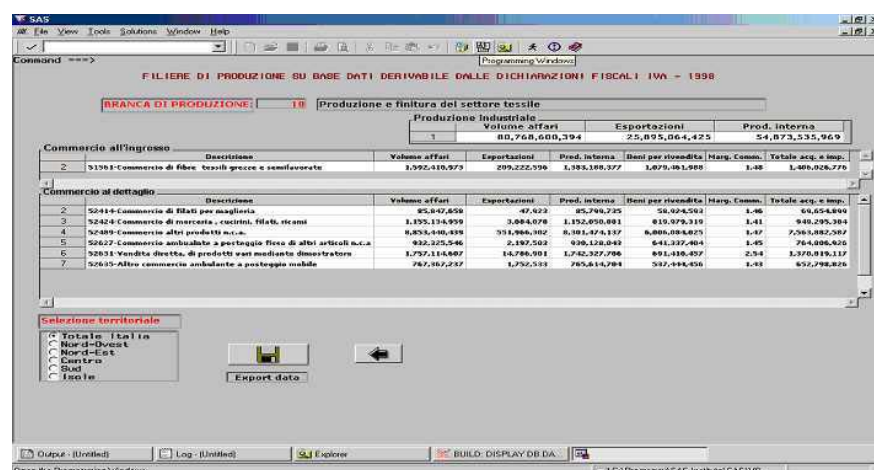 SAS
File View Tools Solutions Window Help
Command ===>
Programming Windows
FILIERE DI PRODUZIONE SU BASE DATI DERIVABILE DALLE DICHIARAZIONI FISCALI IVA - 1998
BRANCA DI PRODUZIONE: 18 Produzione e finitura del settore tessile
Produzione Industriale
Volume affari Esportazioni Prod. interna
1 80,768,600,394 25,895,064,425 54,873,535,969
Commercio all'ingrosso
Descrizione Volume affari Esportazioni Prod. interna Beni per rivendita Marg. Comm. Totale acq. e imp.
2 51561-Commercio di fibre tessili grezze e semilavorate 1,592,410,973 209,222,596 1,383,188,377 1,079,461,988 1.48 1,406,028,776
Commercio al dettaglio
Descrizione Volume affari Esportazioni Prod. interna Beni per rivendita Marg. Comm. Totale acq. e imp.
2 52414-Commercio di filati per maglieria 85,847,658 47,923 85,799,735 58,924,503 1.46 69,654,899
3 52424-Commercio di merceria, cucirini, filati, ricami 1,155,134,959 3,084,078 1,152,050,881 819,979,310 1.41 940,295,384
4 52489-Commercio altri prodotti n.c.a. 8,853,440,439 551,966,302 8,301,474,137 6,006,084,025 1.47 7,563,882,587
5 52627-Commercio ambualnte a posteggio fisso di altri articoli n.c.a 932,325,546 2,197,503 930,128,043 641,337,404 1.45 764,806,926
6 52631-Vendita diretta, di prodotti vari mediante dimostratore 1,757,114,607 14,786,901 1,742,327,706 691,410,457 2.54 1,370,819,117
7 52635-Altro commercio ambulante a posteggio mobile 767,367,237 1,752,533 765,614,704 537,444,456 1.43 652,798,826
Selezione territoriale
Totale Italia
Nord-Ovest
Nord-Est
Centro
Sud
Isole
Export data
Output - (Untitled) Log - (Untitled) Explorer BUILD: DISPLAY DB.DA...